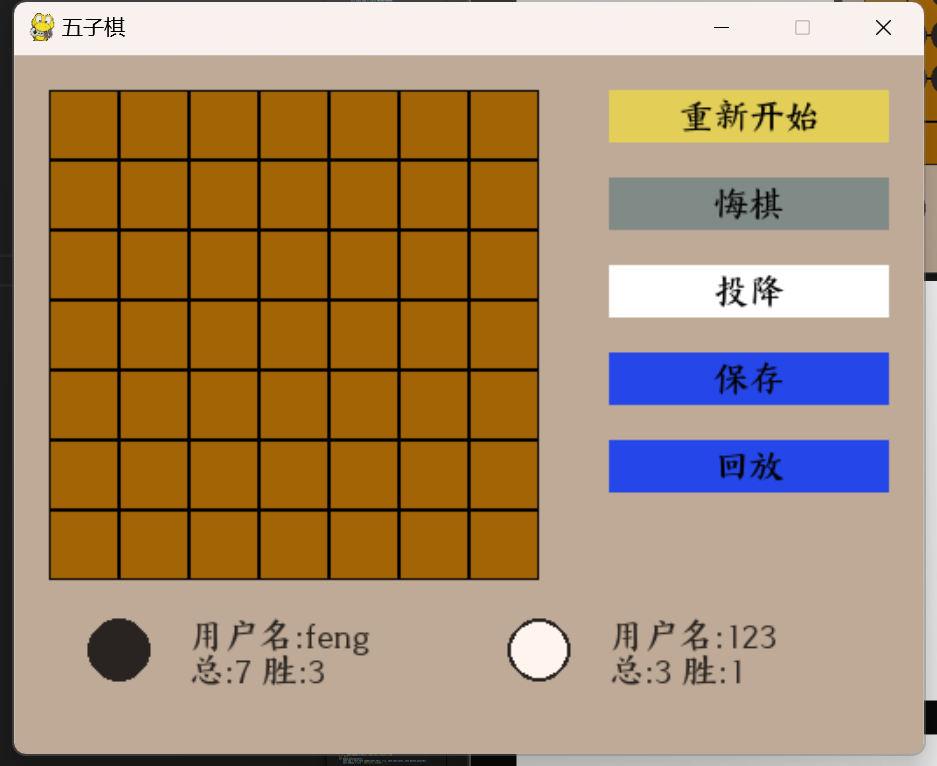 五子棋
重新开始
悔棋
投降
保存
回放
用户名:feng
总:7 胜:3
用户名:123
总:3 胜:1